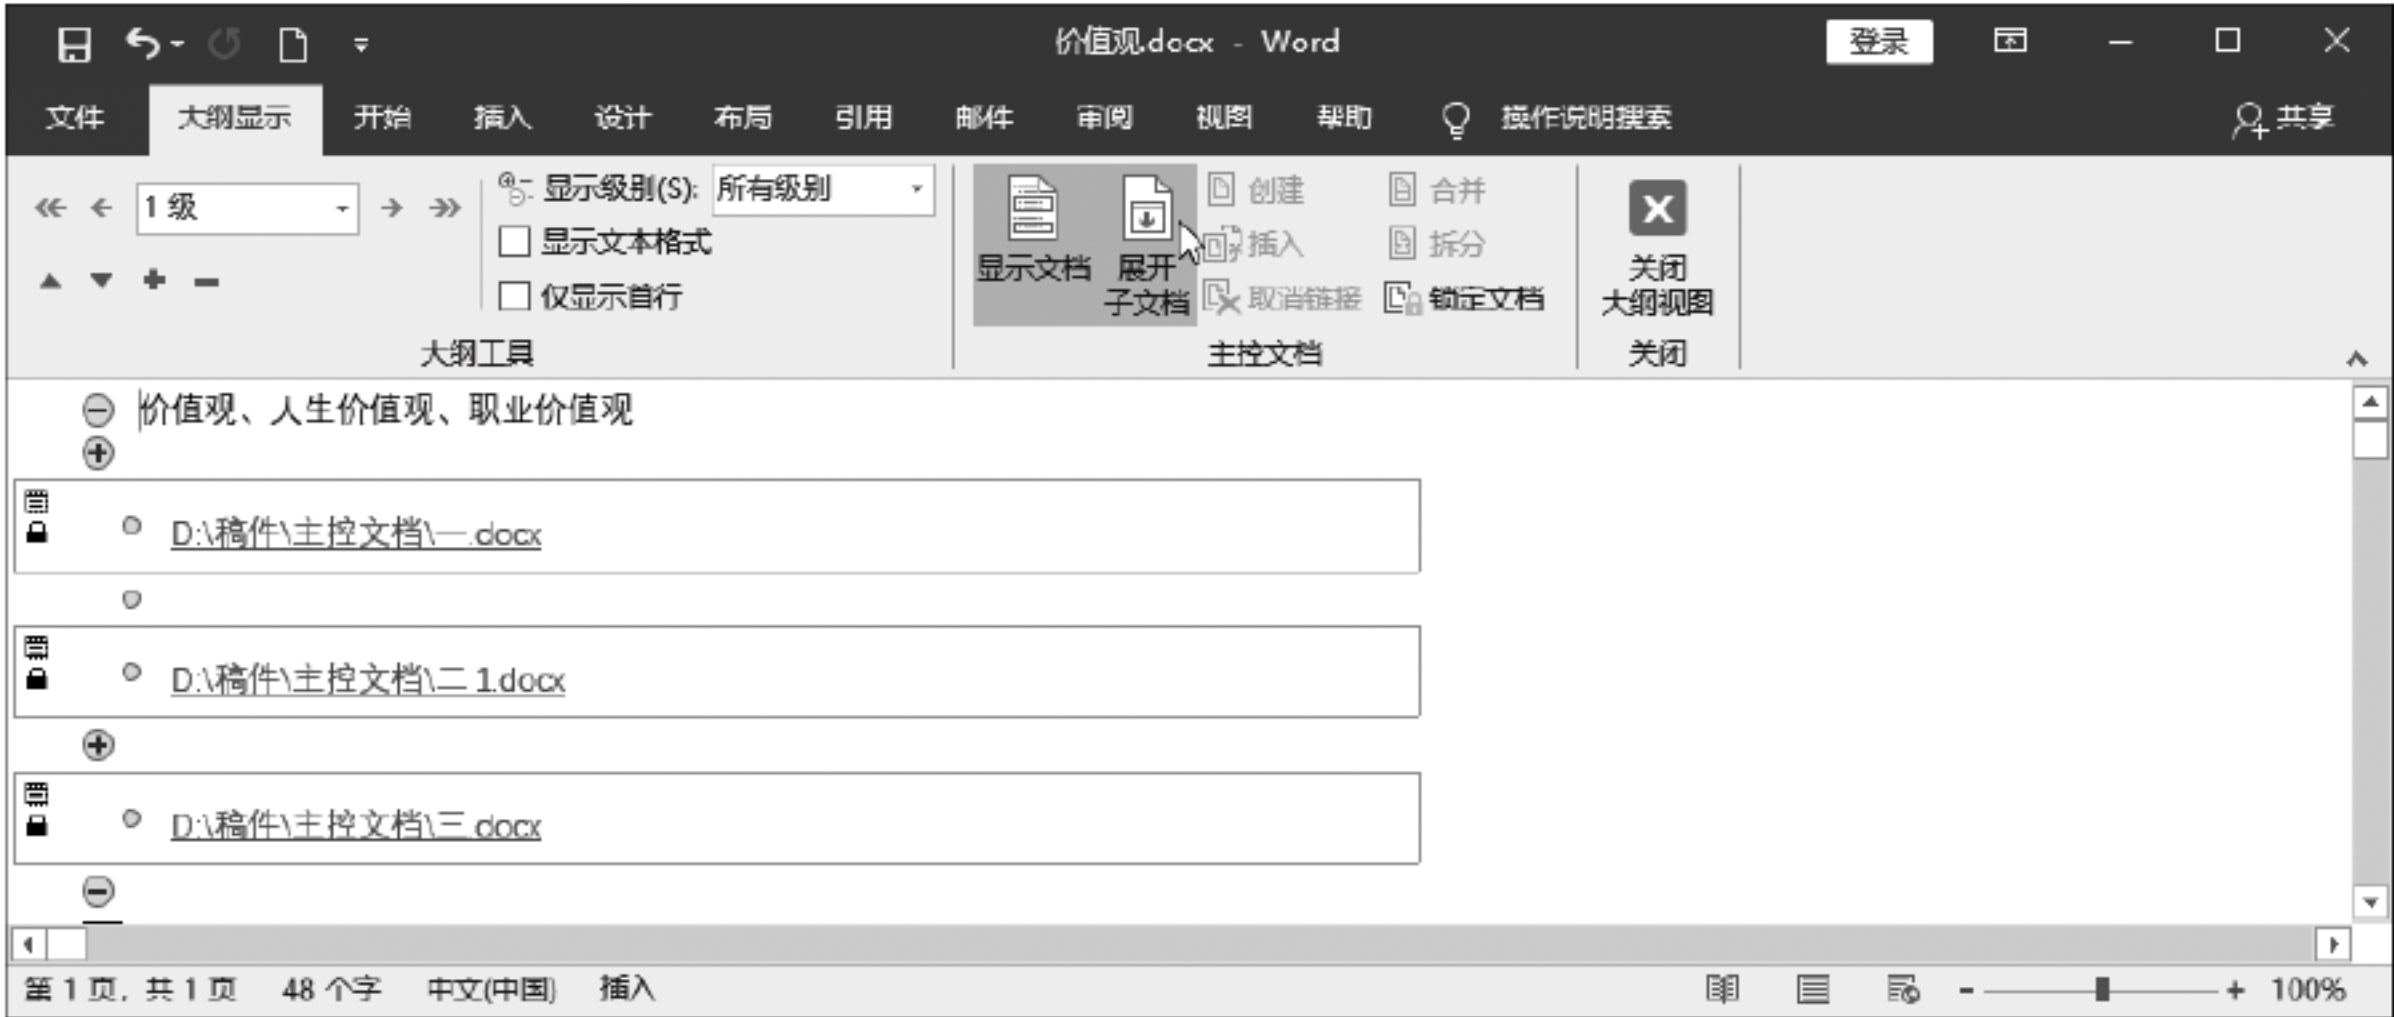 价值观.docx - Word
登录
文件 大纲显示 开始 插入 设计 布局 引用 邮件 审阅 视图 帮助 操作说明搜索 共享
1 级
显示级别(S): 所有级别
显示文本格式
仅显示首行
大纲工具
显示文档
展开
子文档
创建
插入
取消链接
合并
拆分
锁定文档
主控文档
关闭
大纲视图
关闭
价值观、人生价值观、职业价值观
D:\稿件\主控文档\一.docx
D:\稿件\主控文档\二 1.docx
D:\稿件\主控文档\三.docx
第 1 页, 共 1 页 48 个字 中文(中国) 插入 100%